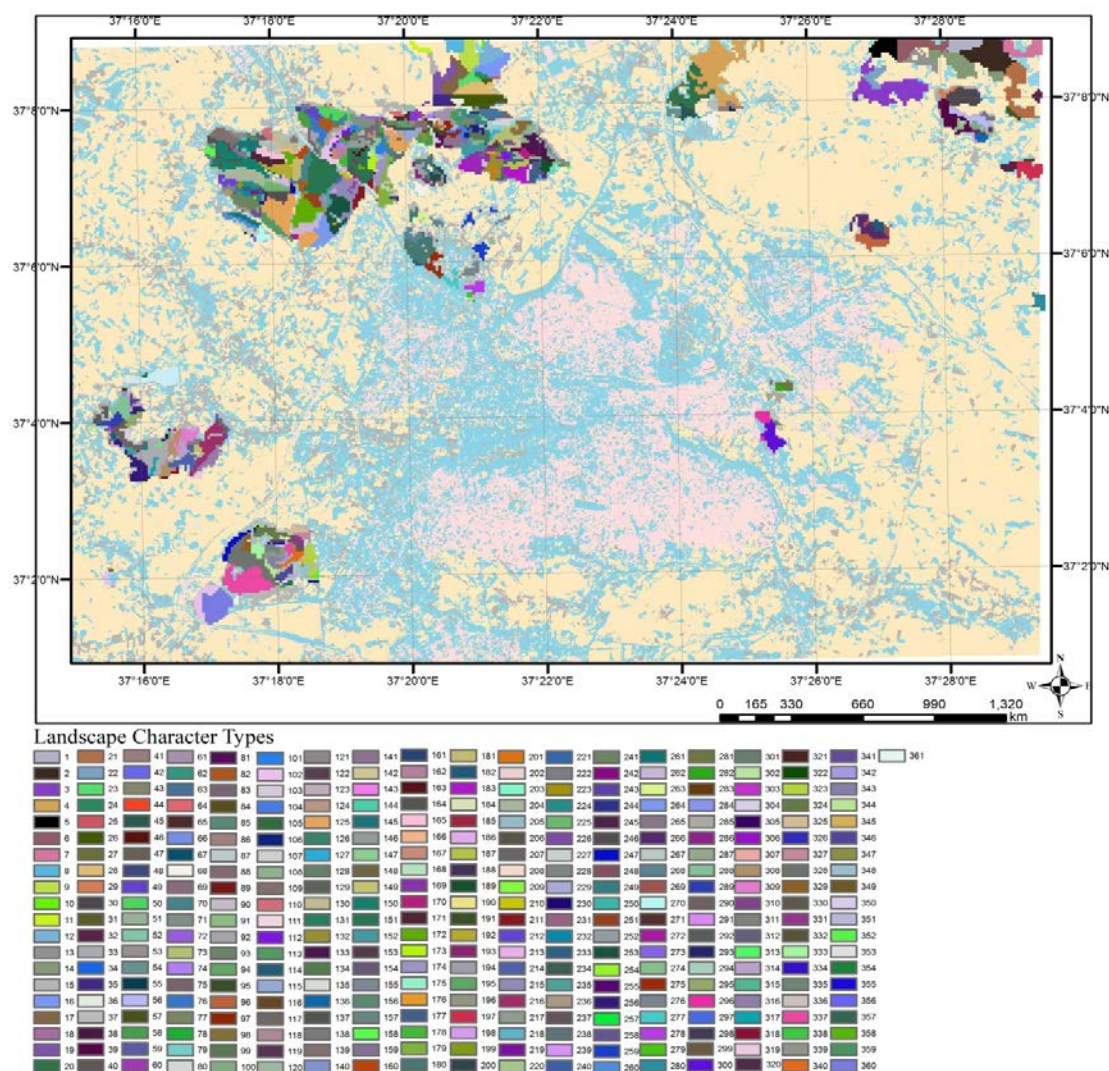 37°16'0"E 37°18'0"E 37°20'0"E 37°22'0"E 37°24'0"E 37°26'0"E 37°28'0"E
37°8'0"N 37°8'0"N
37°6'0"N 37°6'0"N
37°4'0"N 37°4'0"N
37°2'0"N 37°2'0"N
37°16'0"E 37°18'0"E 37°20'0"E 37°22'0"E 37°24'0"E 37°26'0"E 37°28'0"E
N
W E
S
0 165 330 660 990 1,320
km
Landscape Character Types
1 21 41 61 81 101 121 141 161 181 201 221 241 261 281 301 321 341 361
2 22 42 62 82 102 122 142 162 182 202 222 242 262 282 302 322 342
3 23 43 63 83 103 123 143 163 183 203 223 243 263 283 303 323 343
4 24 44 64 84 104 124 144 164 184 204 224 244 264 284 304 324 344
5 25 45 65 85 105 125 145 165 185 205 225 245 265 285 305 325 345
6 26 46 66 86 106 126 146 166 186 206 226 246 266 286 306 326 346
7 27 47 67 87 107 127 147 167 187 207 227 247 267 287 307 327 347
8 28 48 68 88 108 128 148 168 188 208 228 248 268 288 308 328 348
9 29 49 69 89 109 129 149 169 189 209 229 249 269 289 309 329 349
10 30 50 70 90 110 130 150 170 190 210 230 250 270 290 310 330 350
11 31 51 71 91 111 131 151 171 191 211 231 251 271 291 311 331 351
12 32 52 72 92 112 132 152 172 192 212 232 252 272 292 312 332 352
13 33 53 73 93 113 133 153 173 193 213 233 253 273 293 313 333 353
14 34 54 74 94 114 134 154 174 194 214 234 254 274 294 314 334 354
15 35 55 75 95 115 135 155 175 195 215 235 255 275 295 315 335 355
16 36 56 76 96 116 136 156 176 196 216 236 256 276 296 316 336 356
17 37 57 77 97 117 137 157 177 197 217 237 257 277 297 317 337 357
18 38 58 78 98 118 138 158 178 198 218 238 258 278 298 318 338 358
19 39 59 79 99 119 139 159 179 199 219 239 259 279 299 319 339 359
20 40 60 80 100 120 140 160 180 200 220 240 260 280 300 320 340 360